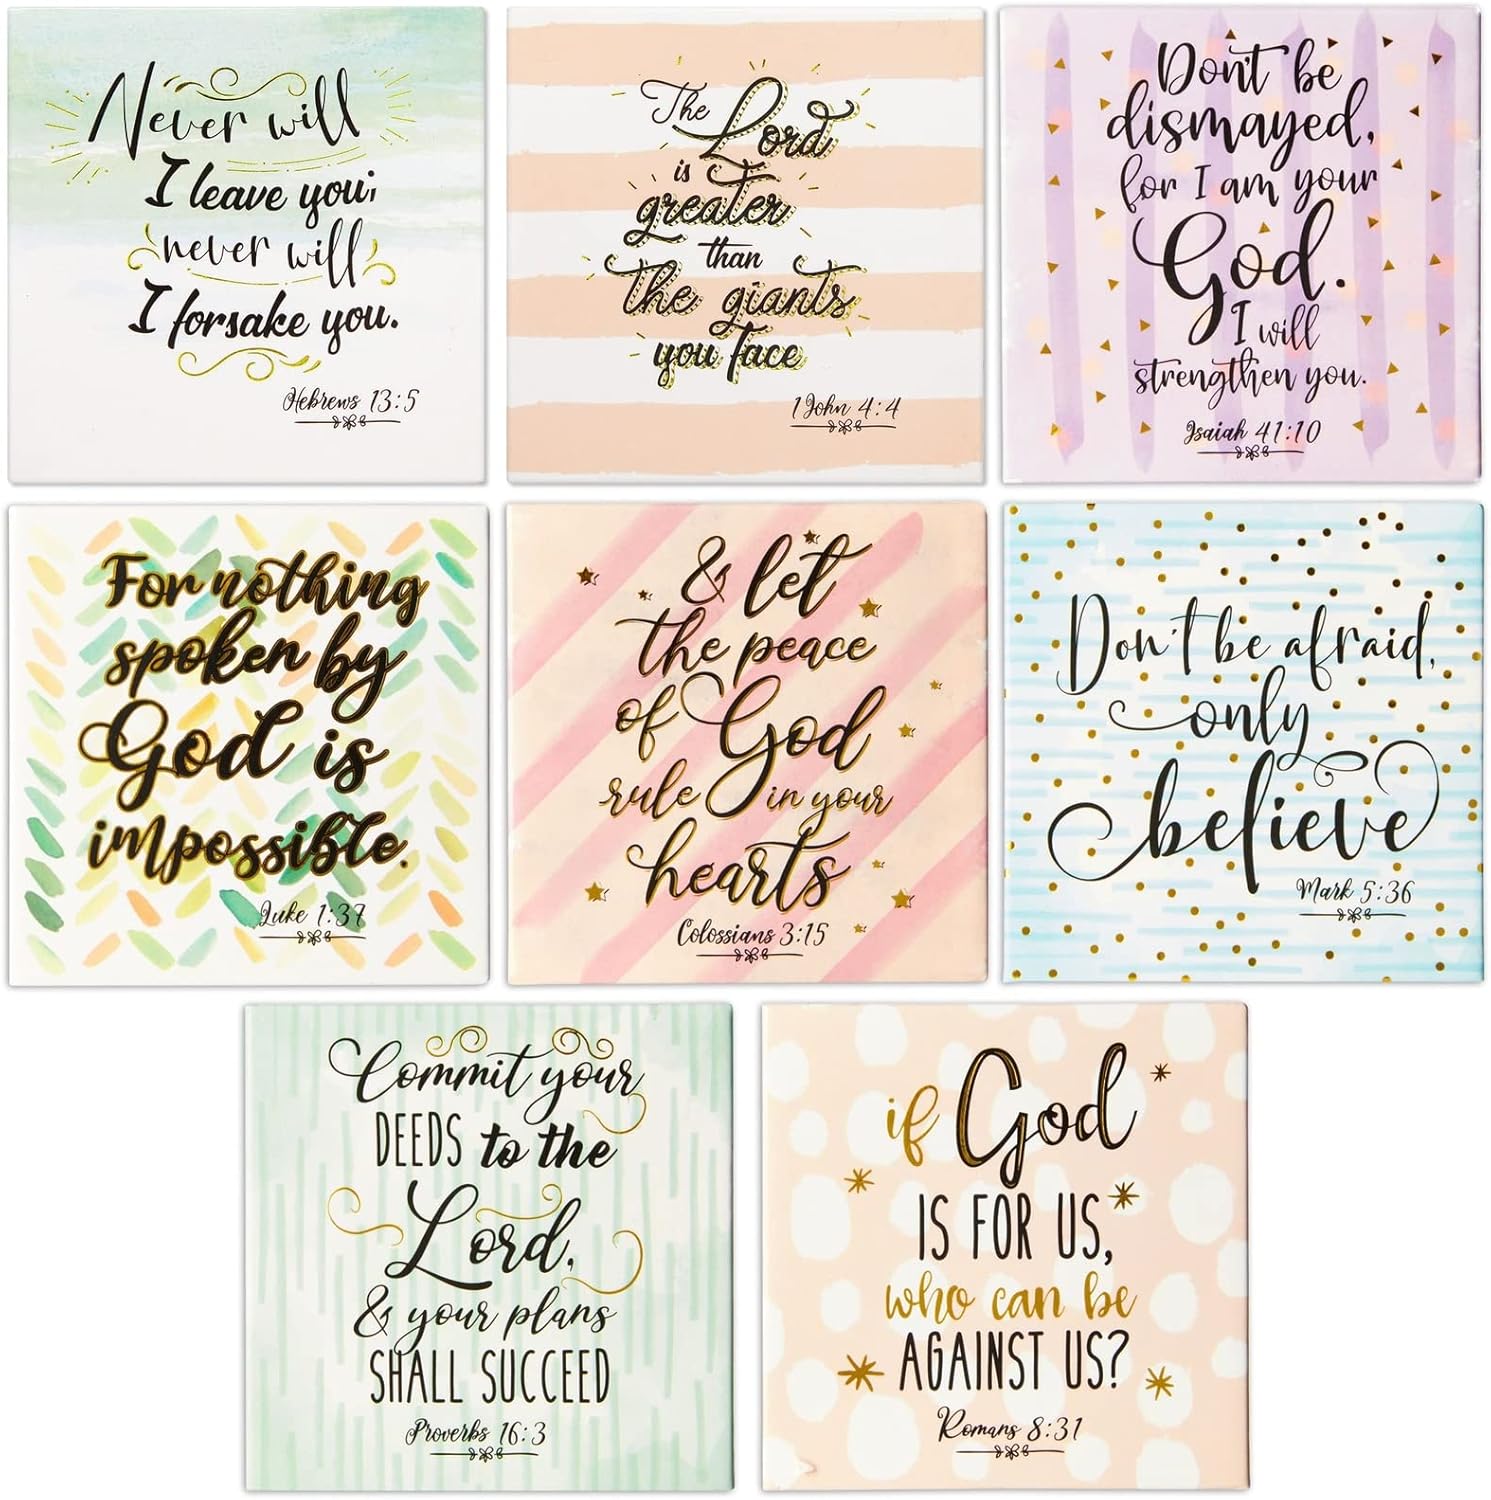 Never will
I leave you;
never will
I forsake you.
Hebrews 13:5
The Lord
is
greater
than
the giants
you face
1 John 4:4
Don't be
dismayed,
for I am your
God.
I will
strengthen you.
Isaiah 41:10
For nothing
spoken by
God is
impossible.
Luke 1:37
& let
the peace
of God
rule in your
hearts
Colossians 3:15
Don't be afraid,
only
believe
Mark 5:36
Commit your
DEEDS to the
Lord,
& your plans
SHALL SUCCEED
Proverbs 16:3
if God
IS FOR US,
who can be
AGAINST US?
Romans 8:31